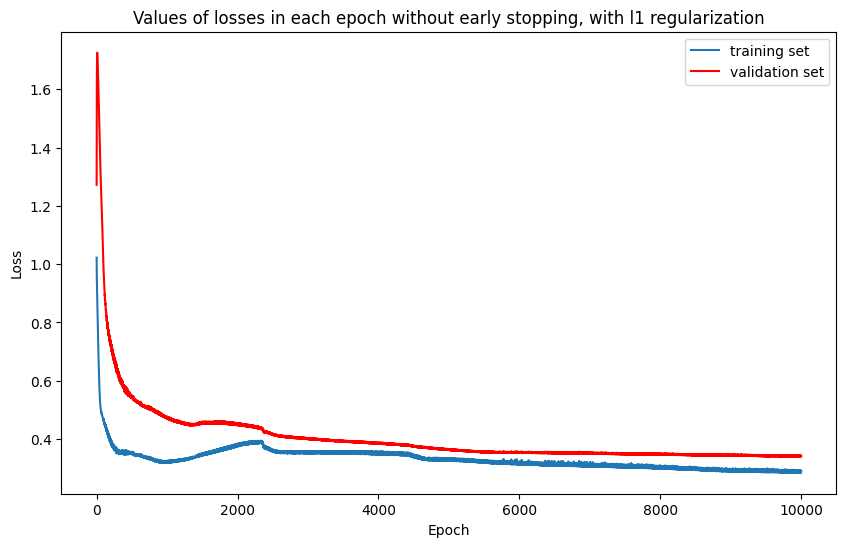 Values of losses in each epoch without early stopping, with l1 regularization
training set
validation set
1.6
1.4
1.2
1.0
0.8
0.6
0.4
Loss
0
2000
4000
6000
8000
10000
Epoch